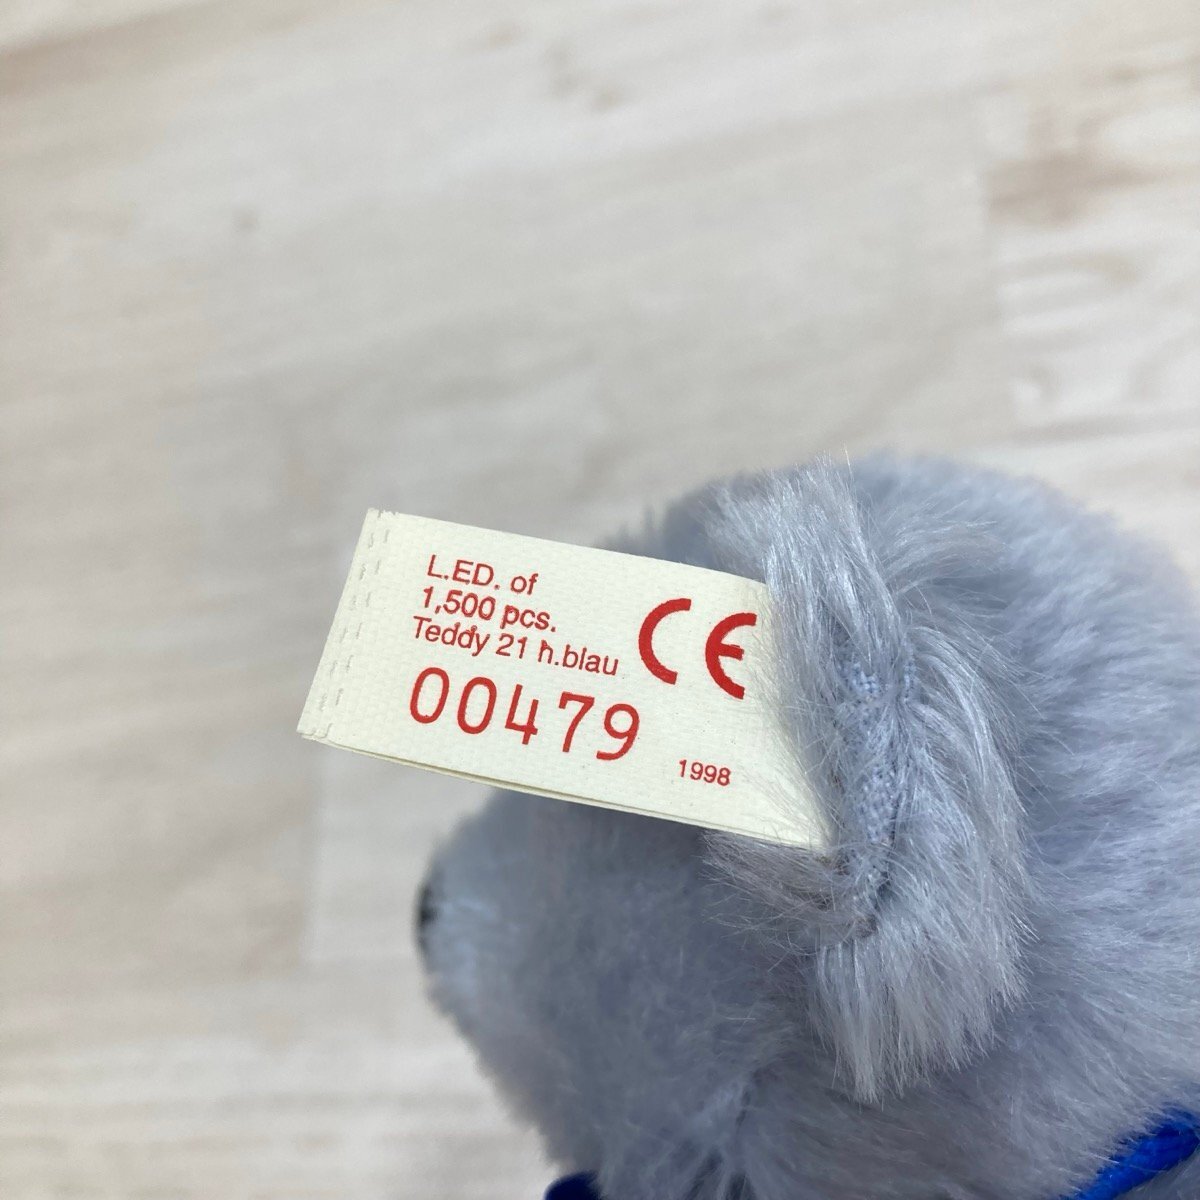 L.ED. of
1,500 pcs.
Teddy 21 h.blau
CE
00479
1998